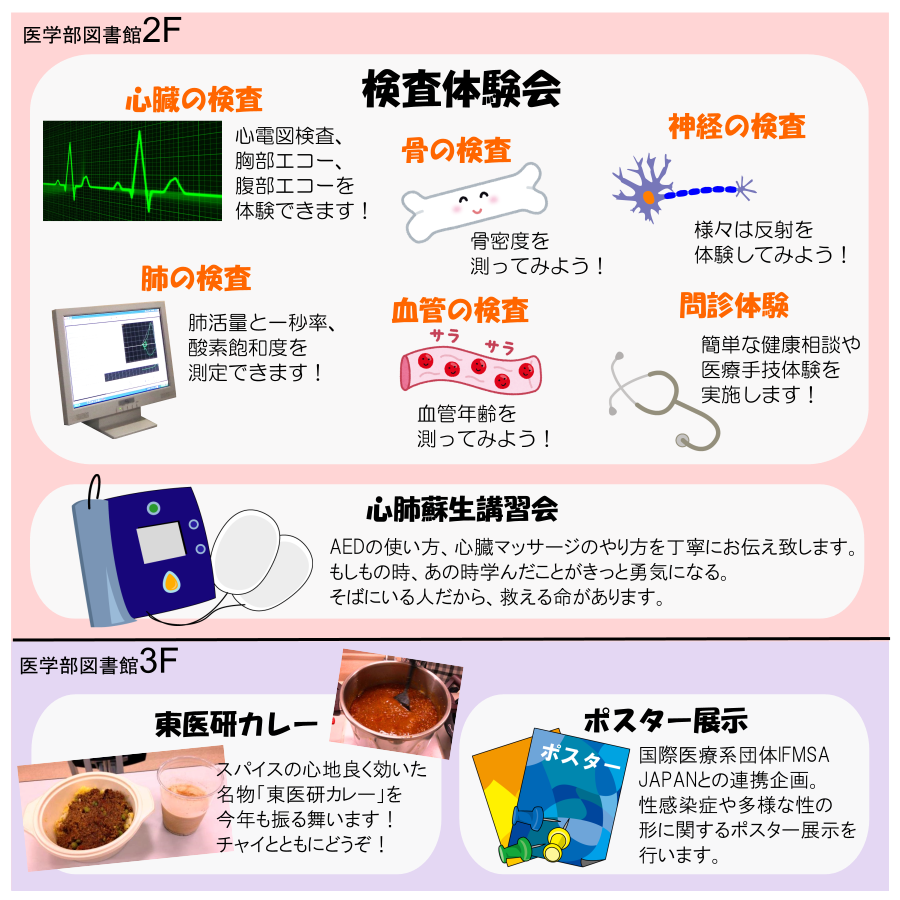 医学部図書館2F
検査体験会
心臓の検査
心電図検査、
胸部エコー、
腹部エコーを
体験できます！
骨の検査
骨密度を
測ってみよう！
神経の検査
様々は反射を
体験してみよう！
肺の検査
肺活量と一秒率、
酸素飽和度を
測定できます！
血管の検査
サラ
サラ
血管年齢を
測ってみよう！
問診体験
簡単な健康相談や
医療手技体験を
実施します！
心肺蘇生講習会
AEDの使い方、心臓マッサージのやり方を丁寧にお伝え致します。
もしもの時、あの時学んだことがきっと勇気になる。
そばにいる人だから、救える命があります。
医学部図書館3F
東医研カレー
スパイスの心地良く効いた
名物「東医研カレー」を
今年も振る舞います！
チャイとともにどうぞ！
ポスター展示
ポスター
国際医療系団体IFMSA
JAPANとの連携企画。
性感染症や多様な性の
形に関するポスター展示を
行います。